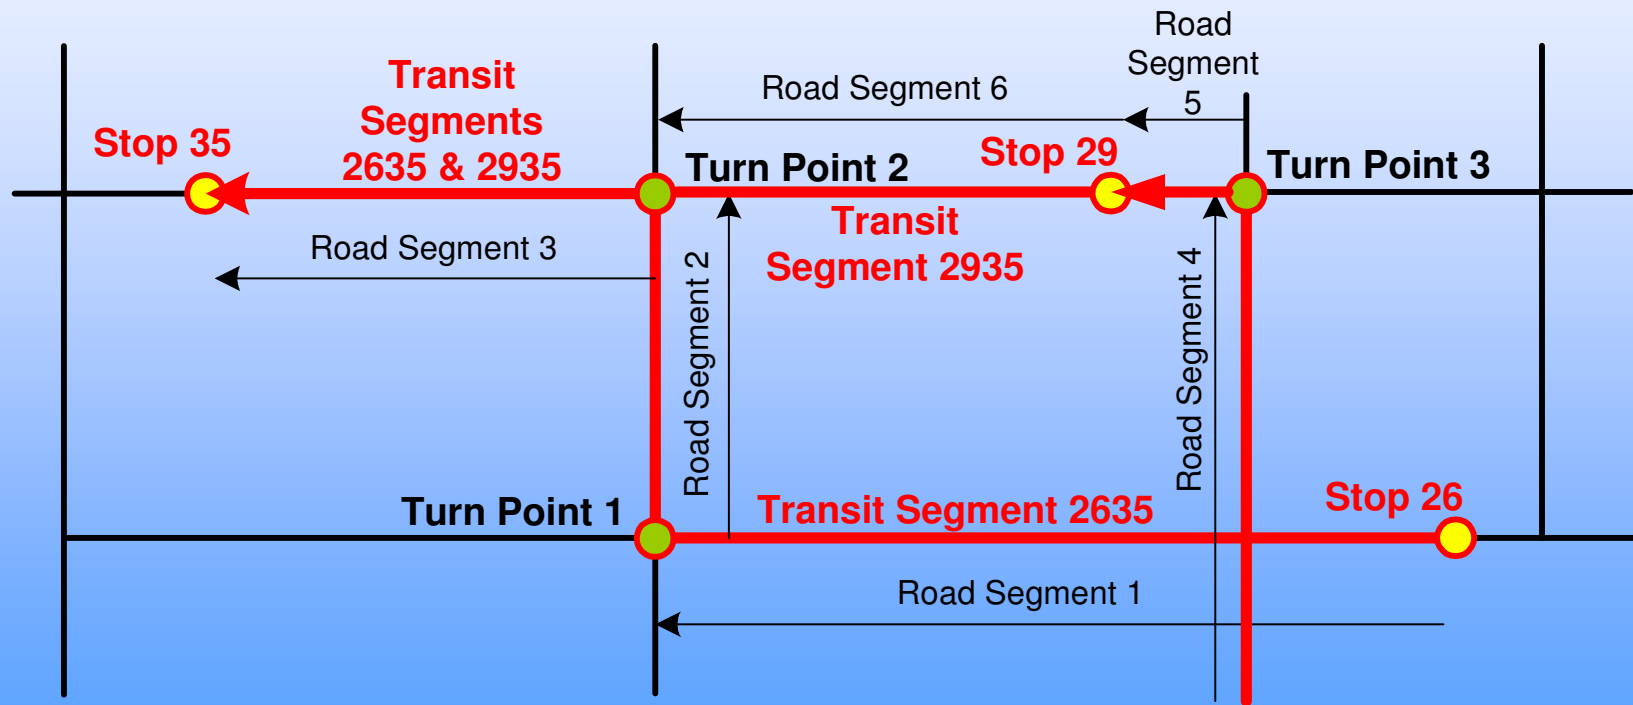 Road
Segment
5
Road Segment 6
Transit
Segments
2635 & 2935
Stop 35
Turn Point 2
Stop 29
Turn Point 3
Transit
Segment 2935
Road Segment 3
Road Segment 2
Road Segment 4
Turn Point 1
Transit Segment 2635
Stop 26
Road Segment 1